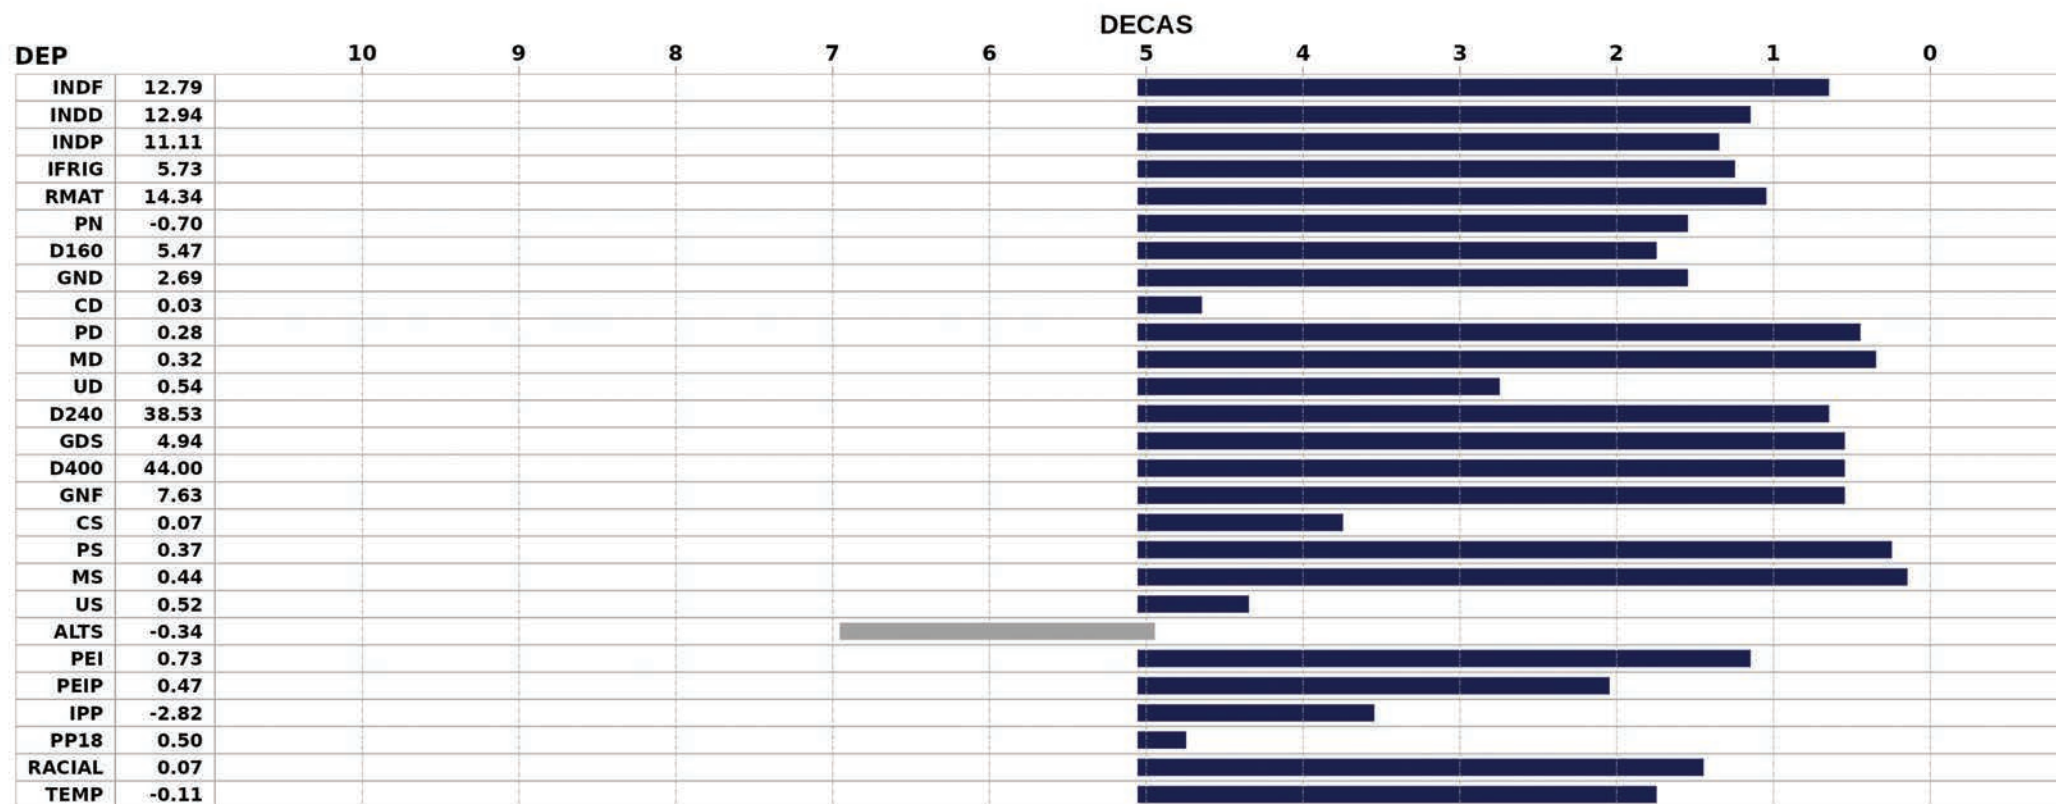 DECAS
DEP 10 9 8 7 6 5 4 3 2 1 0
INDF 12.79
INDD 12.94
INDP 11.11
IFRIG 5.73
RMAT 14.34
PN -0.70
D160 5.47
GND 2.69
CD 0.03
PD 0.28
MD 0.32
UD 0.54
D240 38.53
GDS 4.94
D400 44.00
GNF 7.63
CS 0.07
PS 0.37
MS 0.44
US 0.52
ALTS -0.34
PEI 0.73
PEIP 0.47
IPP -2.82
PP18 0.50
RACIAL 0.07
TEMP -0.11